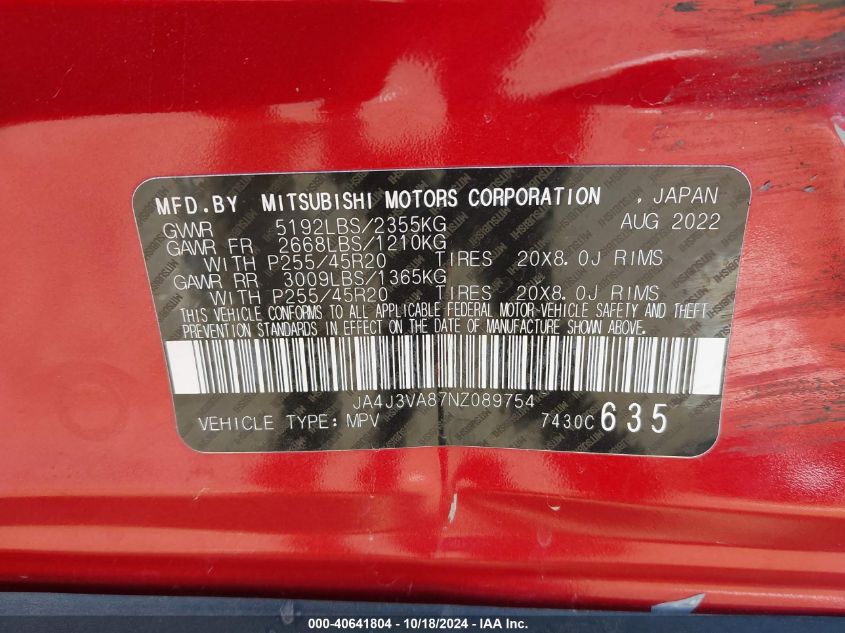 MFD.BY MITSUBISHI MOTORS CORPORATION , JAPAN
GVWR 5192LBS/2355KG AUG 2022
GAWR FR 2668LBS/1210KG
WITH P255/45R20 TIRES 20X8.0J RIMS
GAWR RR 3009LBS/1365KG
WITH P255/45R20 TIRES 20X8.0J RIMS
THIS VEHICLE CONFORMS TO ALL APPLICABLE FEDERAL MOTOR VEHICLE SAFETY AND THEFT
PREVENTION STANDARDS IN EFFECT ON THE DATE OF MANUFACTURE SHOWN ABOVE.
JA4J3VA87NZ089754
VEHICLE TYPE: MPV 7430C 635
000-40641804 - 10/18/2024 - IAAI Inc.